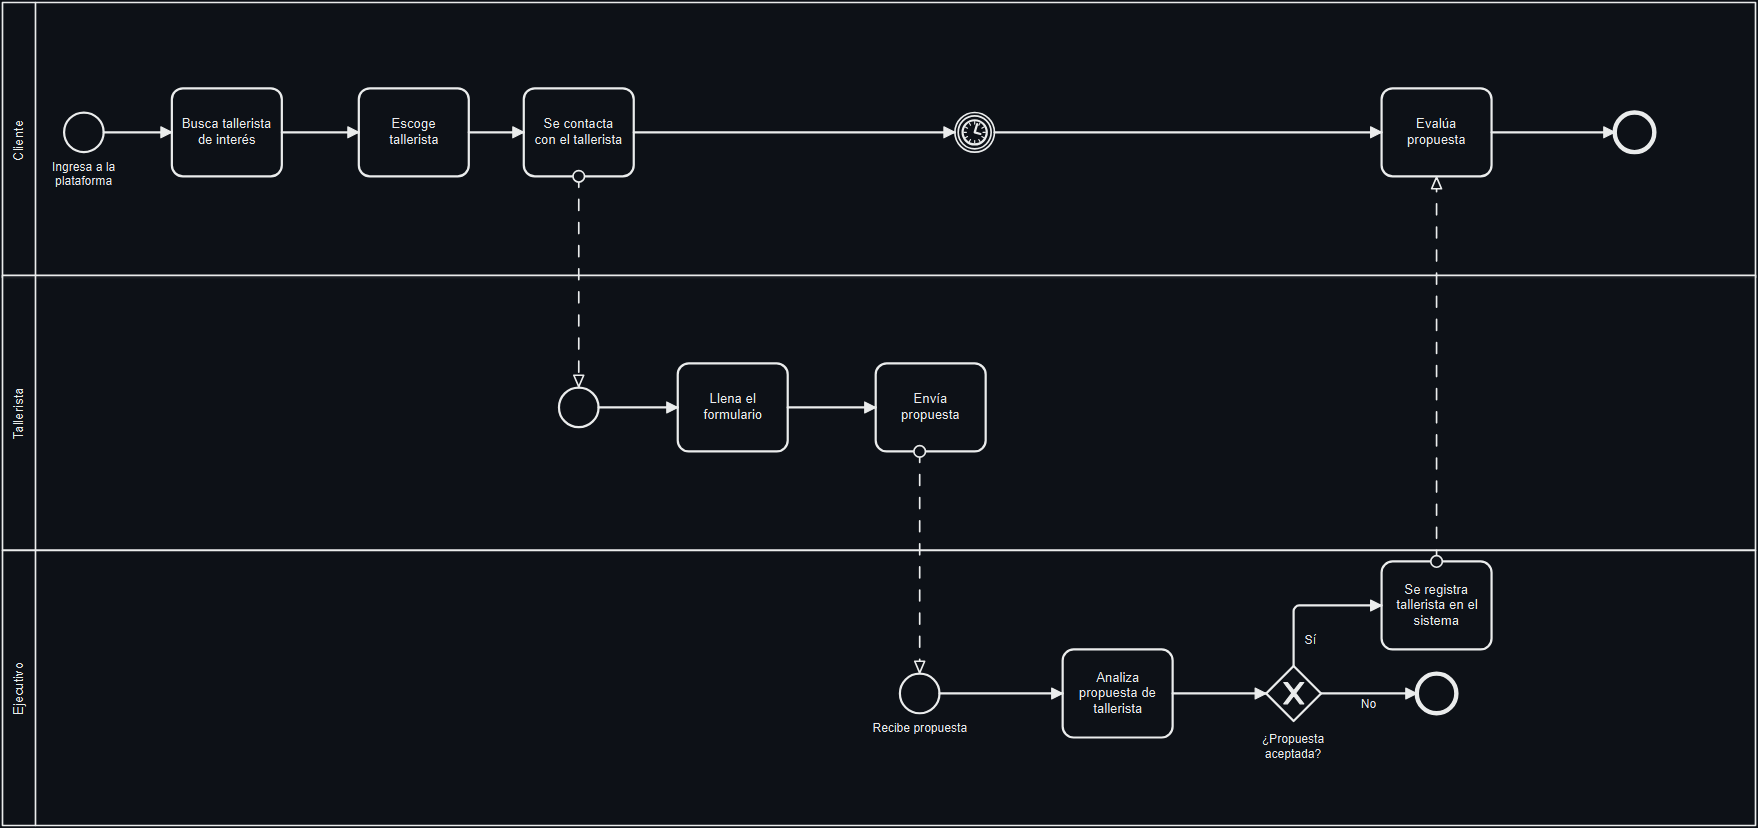 Cliente
Ingresa a la
plataforma
Busca tallerista
de interés
Escoge
tallerista
Se contacta
con el tallerista
Evalúa
propuesta
Tallerista
Llena el
formulario
Envía
propuesta
Ejecutivo
Recibe propuesta
Analiza
propuesta de
tallerista
¿Propuesta
aceptada?
Sí
No
Se registra
tallerista en el
sistema